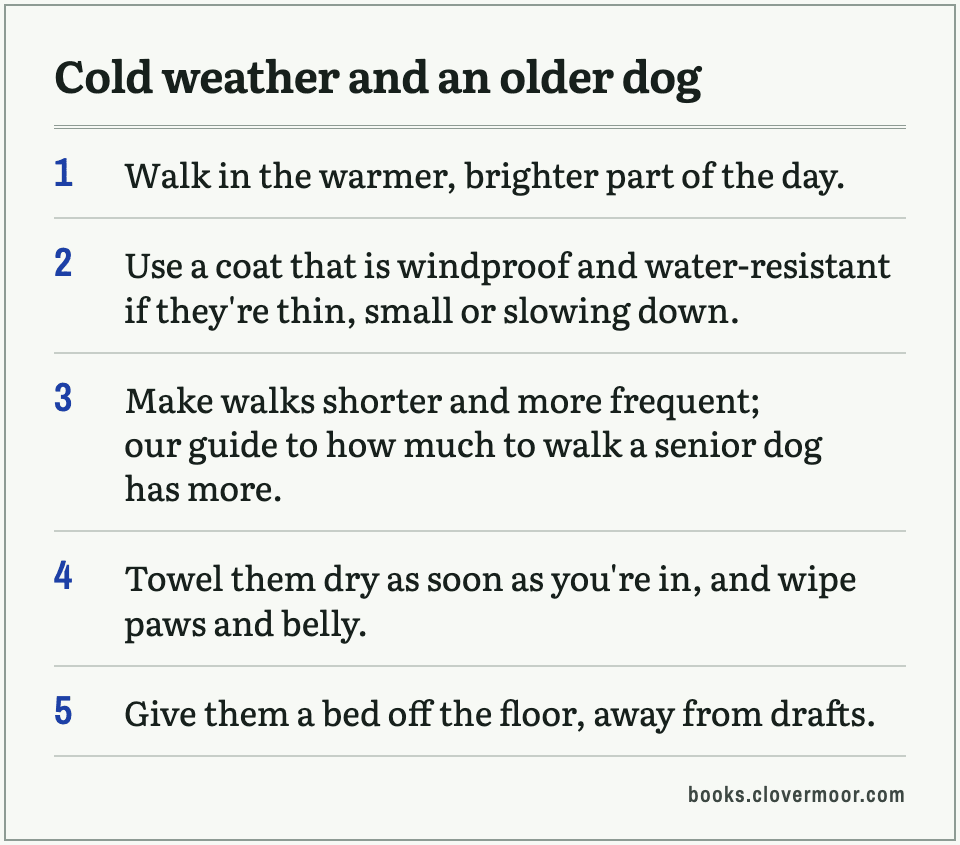 Cold weather and an older dog
1 Walk in the warmer, brighter part of the day.
2 Use a coat that is windproof and water-resistant
if they're thin, small or slowing down.
3 Make walks shorter and more frequent;
our guide to how much to walk a senior dog
has more.
4 Towel them dry as soon as you're in, and wipe
paws and belly.
5 Give them a bed off the floor, away from drafts.
books.clovermoor.com